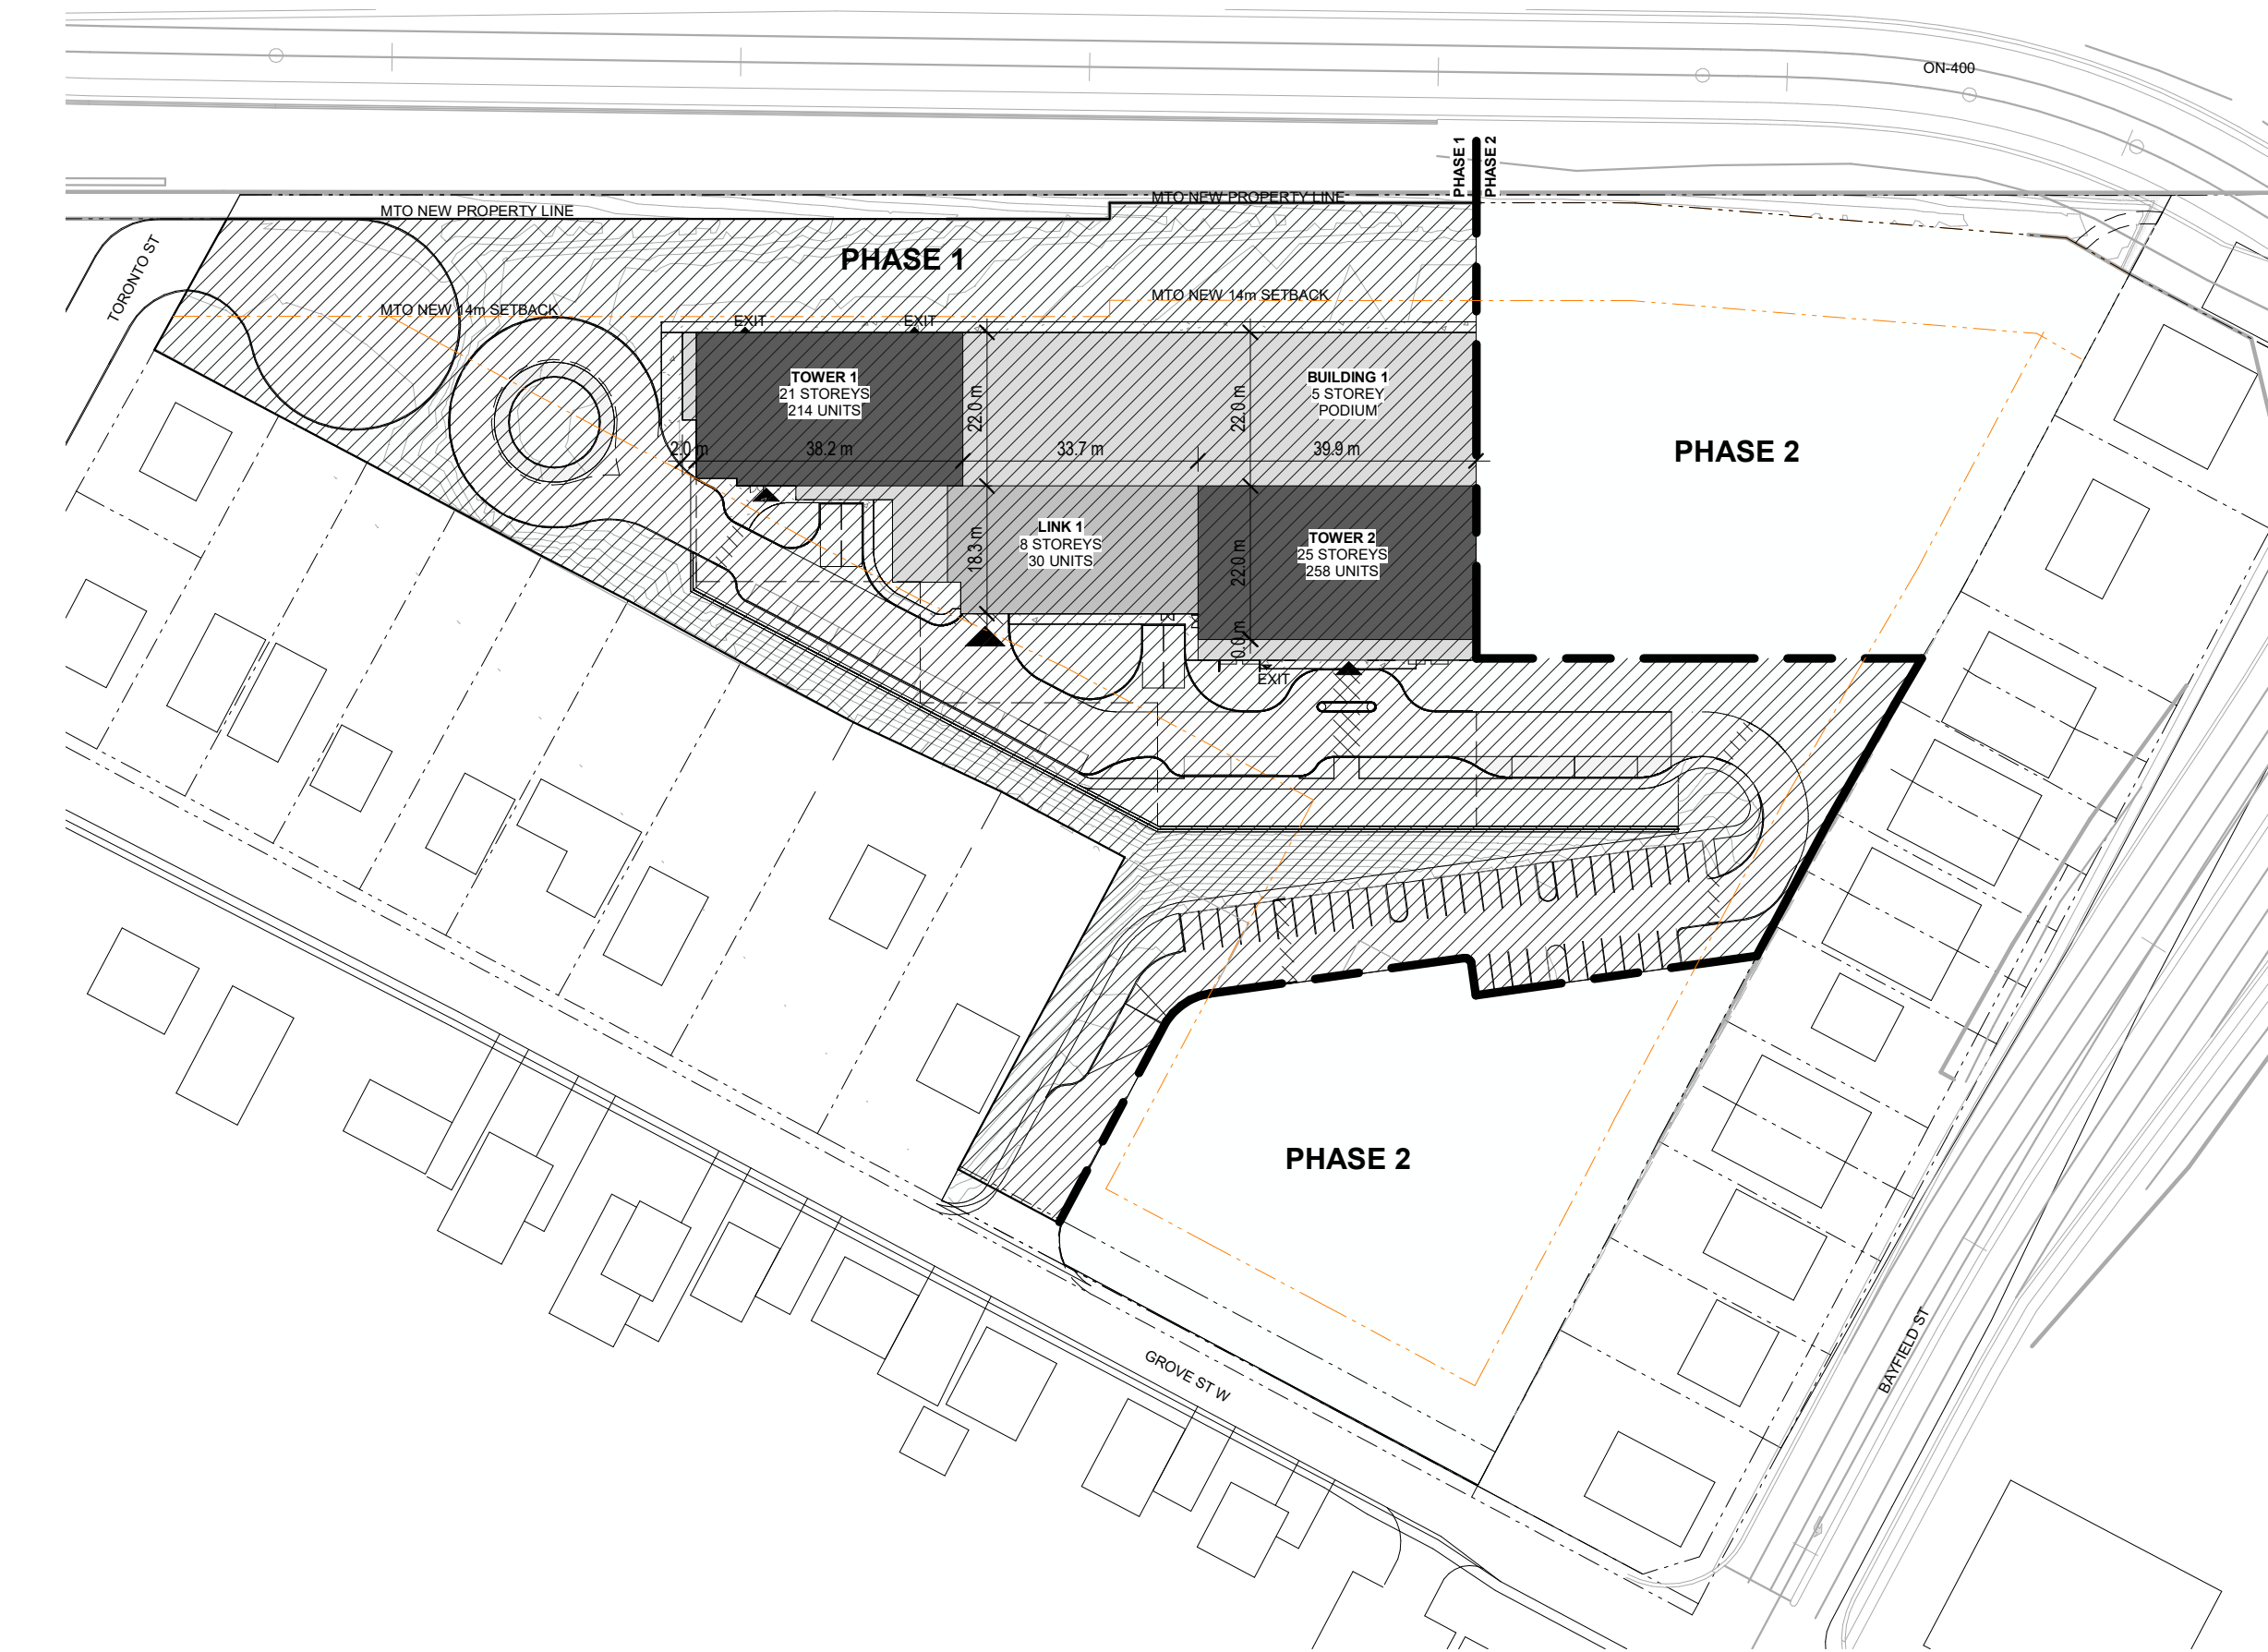 ON-400
PHASE 1
PHASE 2
MTO NEW PROPERTY LINE
MTO NEW PROPERTY LINE
TORONTO ST
PHASE 1
MTO NEW 14m SETBACK
MTO NEW 14m SETBACK
EXIT
EXIT
TOWER 1
21 STOREYS
214 UNITS
22.0 m
22.0 m
BUILDING 1
5 STOREY
PODIUM
2.0 m
38.2 m
33.7 m
39.9 m
PHASE 2
LINK 1
8 STOREYS
30 UNITS
18.3 m
22.0 m
TOWER 2
25 STOREYS
258 UNITS
0.0 m
EXIT
PHASE 2
GROVE ST W
BAYFIELD ST